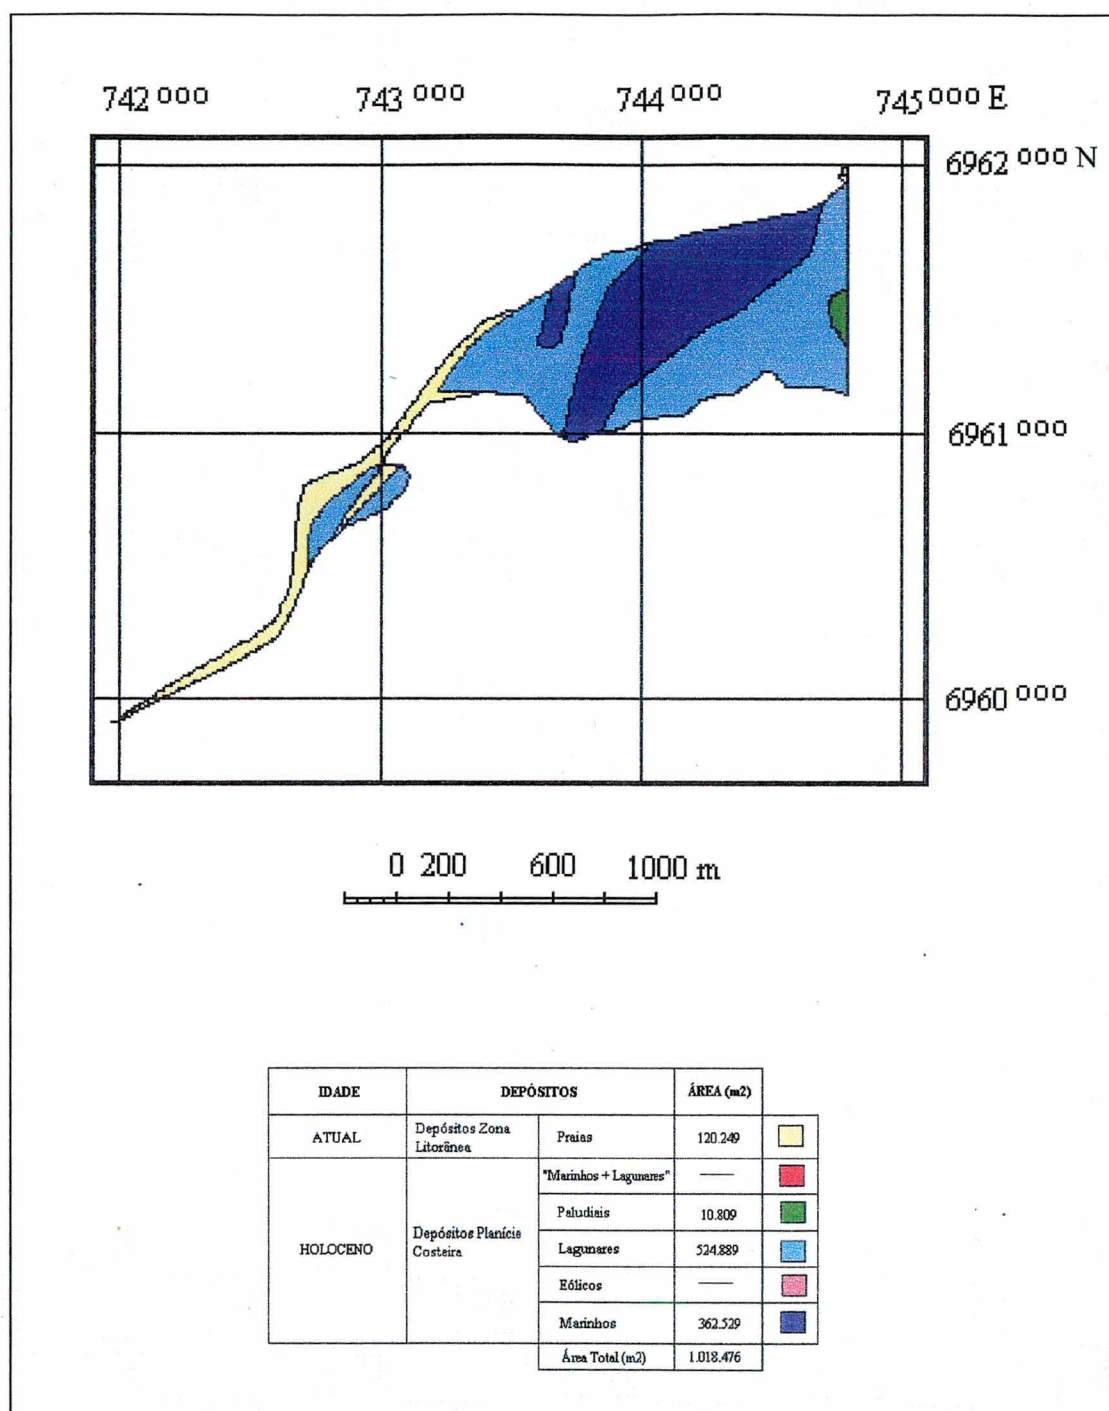 742 000 743 000 744 000 745 000 E
6962 000 N
6961 000
6960 000
0 200 600 1000 m
IDADE DEPÓSITOS ÁREA (m2)
ATUAL Depósitos Zona Litorânea Praias 120.249
"Marinhos + Lagunares" ——
Paludiais 10.809
HOLOCENO Depósitos Planície Costeira Lagunares 524.889
Eólicos ——
Marinhos 362.529
Área Total (m2) 1.018.476